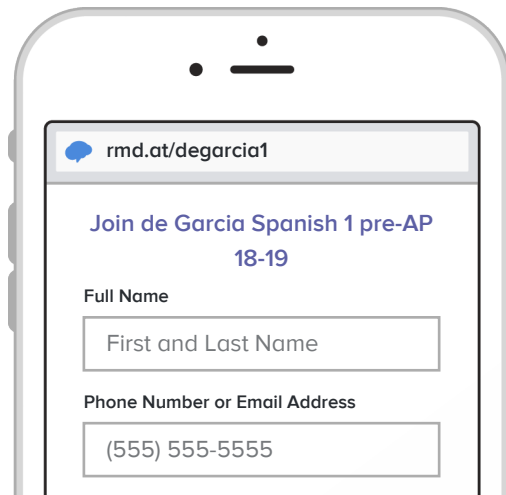 rmd.at/degarcia1
Join de Garcia Spanish 1 pre-AP
18-19
Full Name
First and Last Name
Phone Number or Email Address
(555) 555-5555